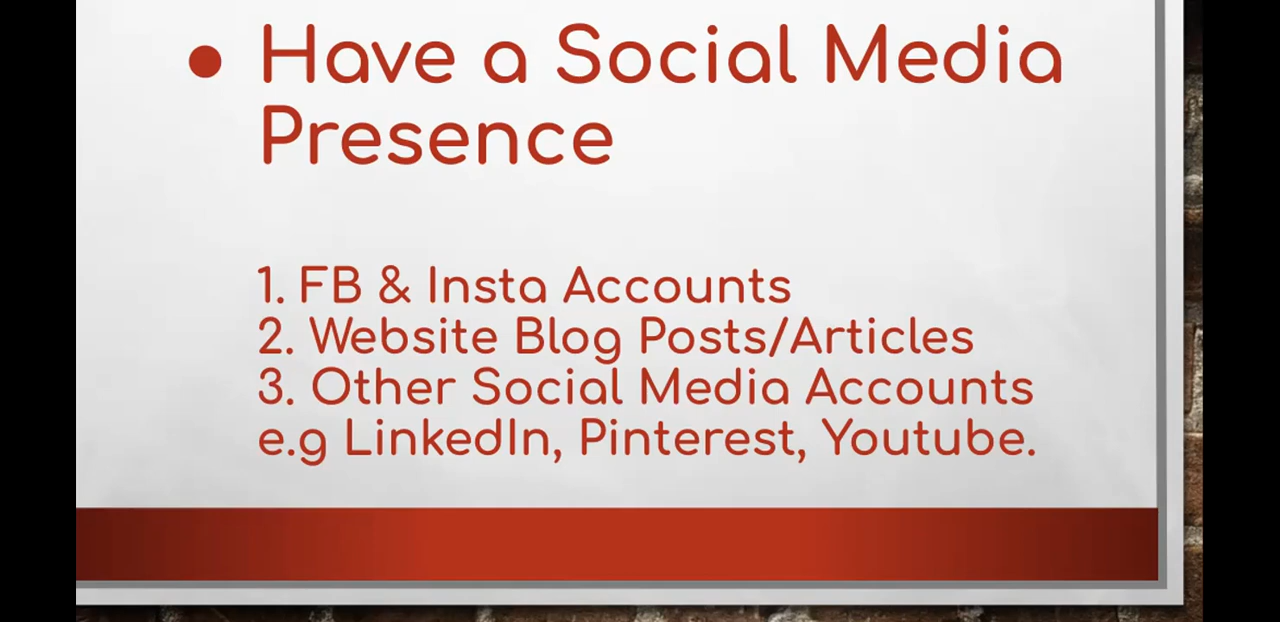 • Have a Social Media
Presence
1. FB & Insta Accounts
2. Website Blog Posts/Articles
3. Other Social Media Accounts
e.g LinkedIn, Pinterest, Youtube.